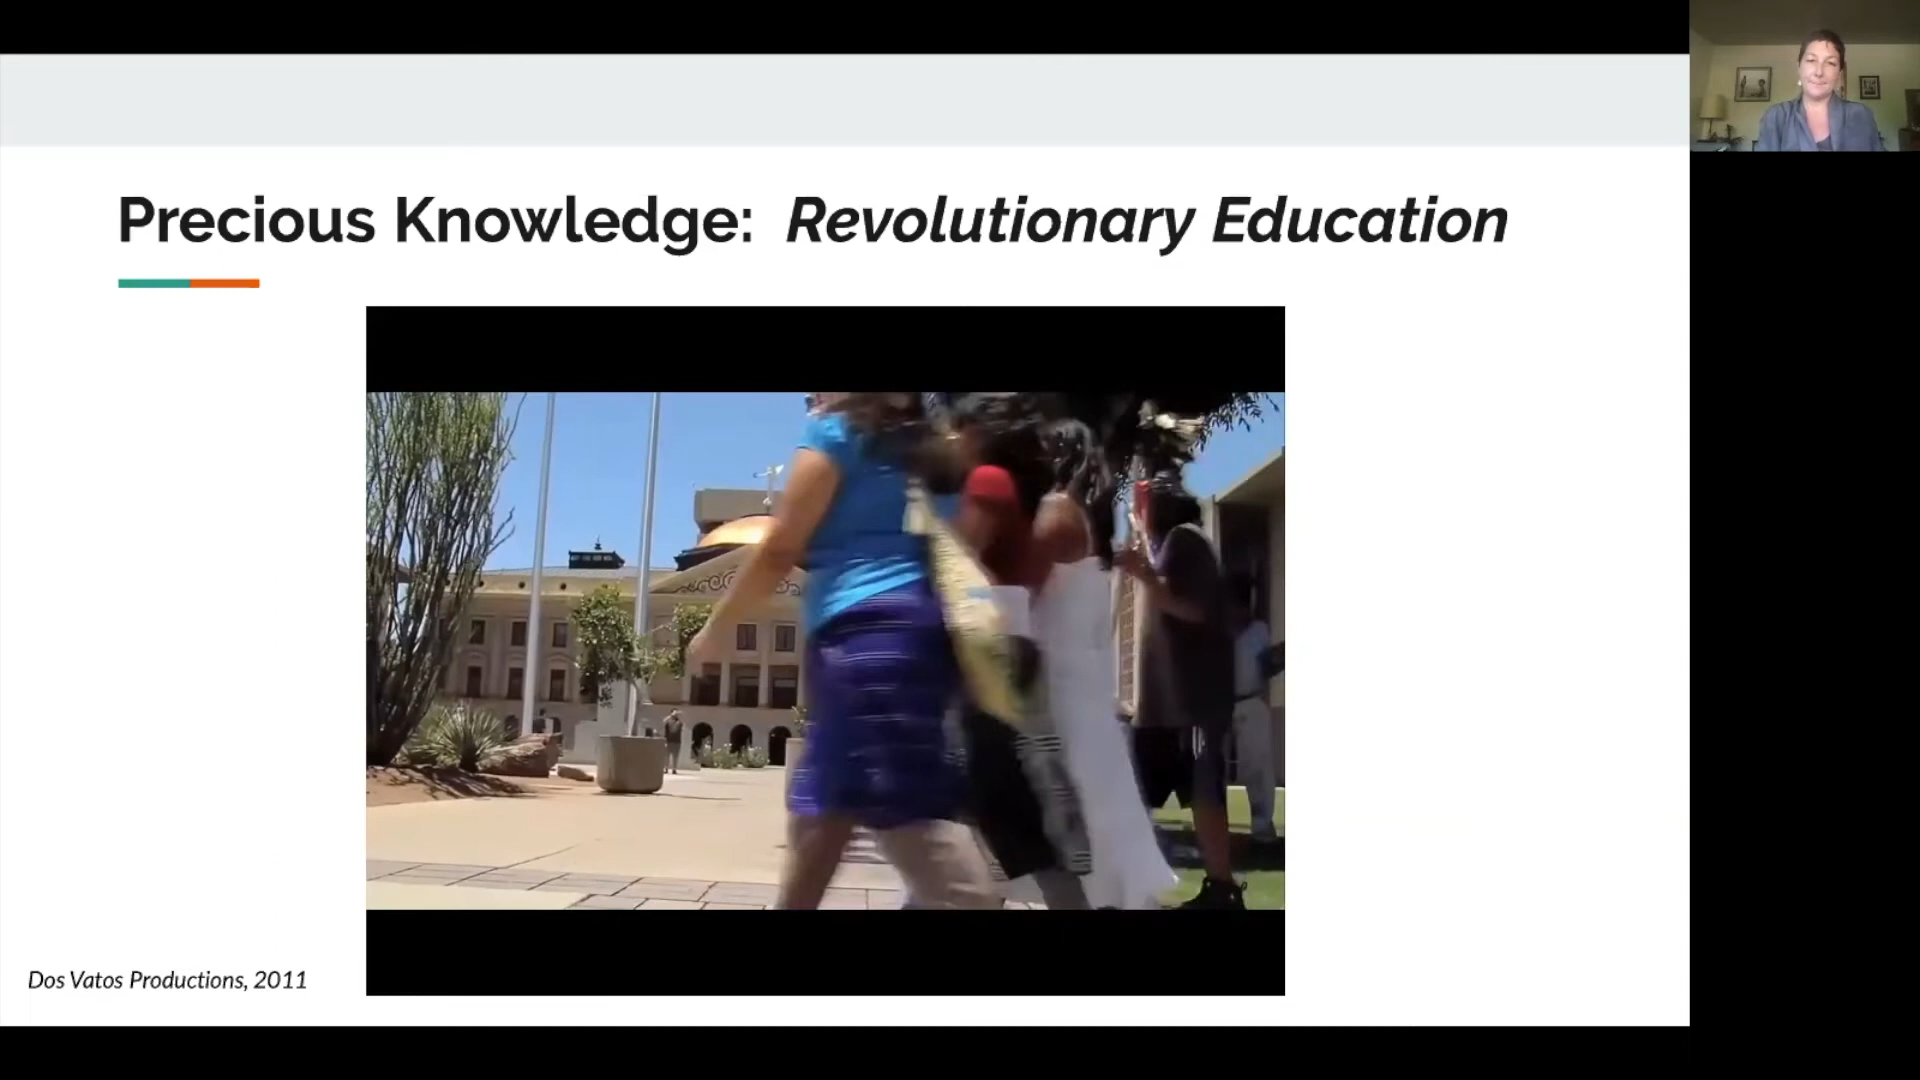 Precious Knowledge: Revolutionary Education
Dos Vatos Productions, 2011